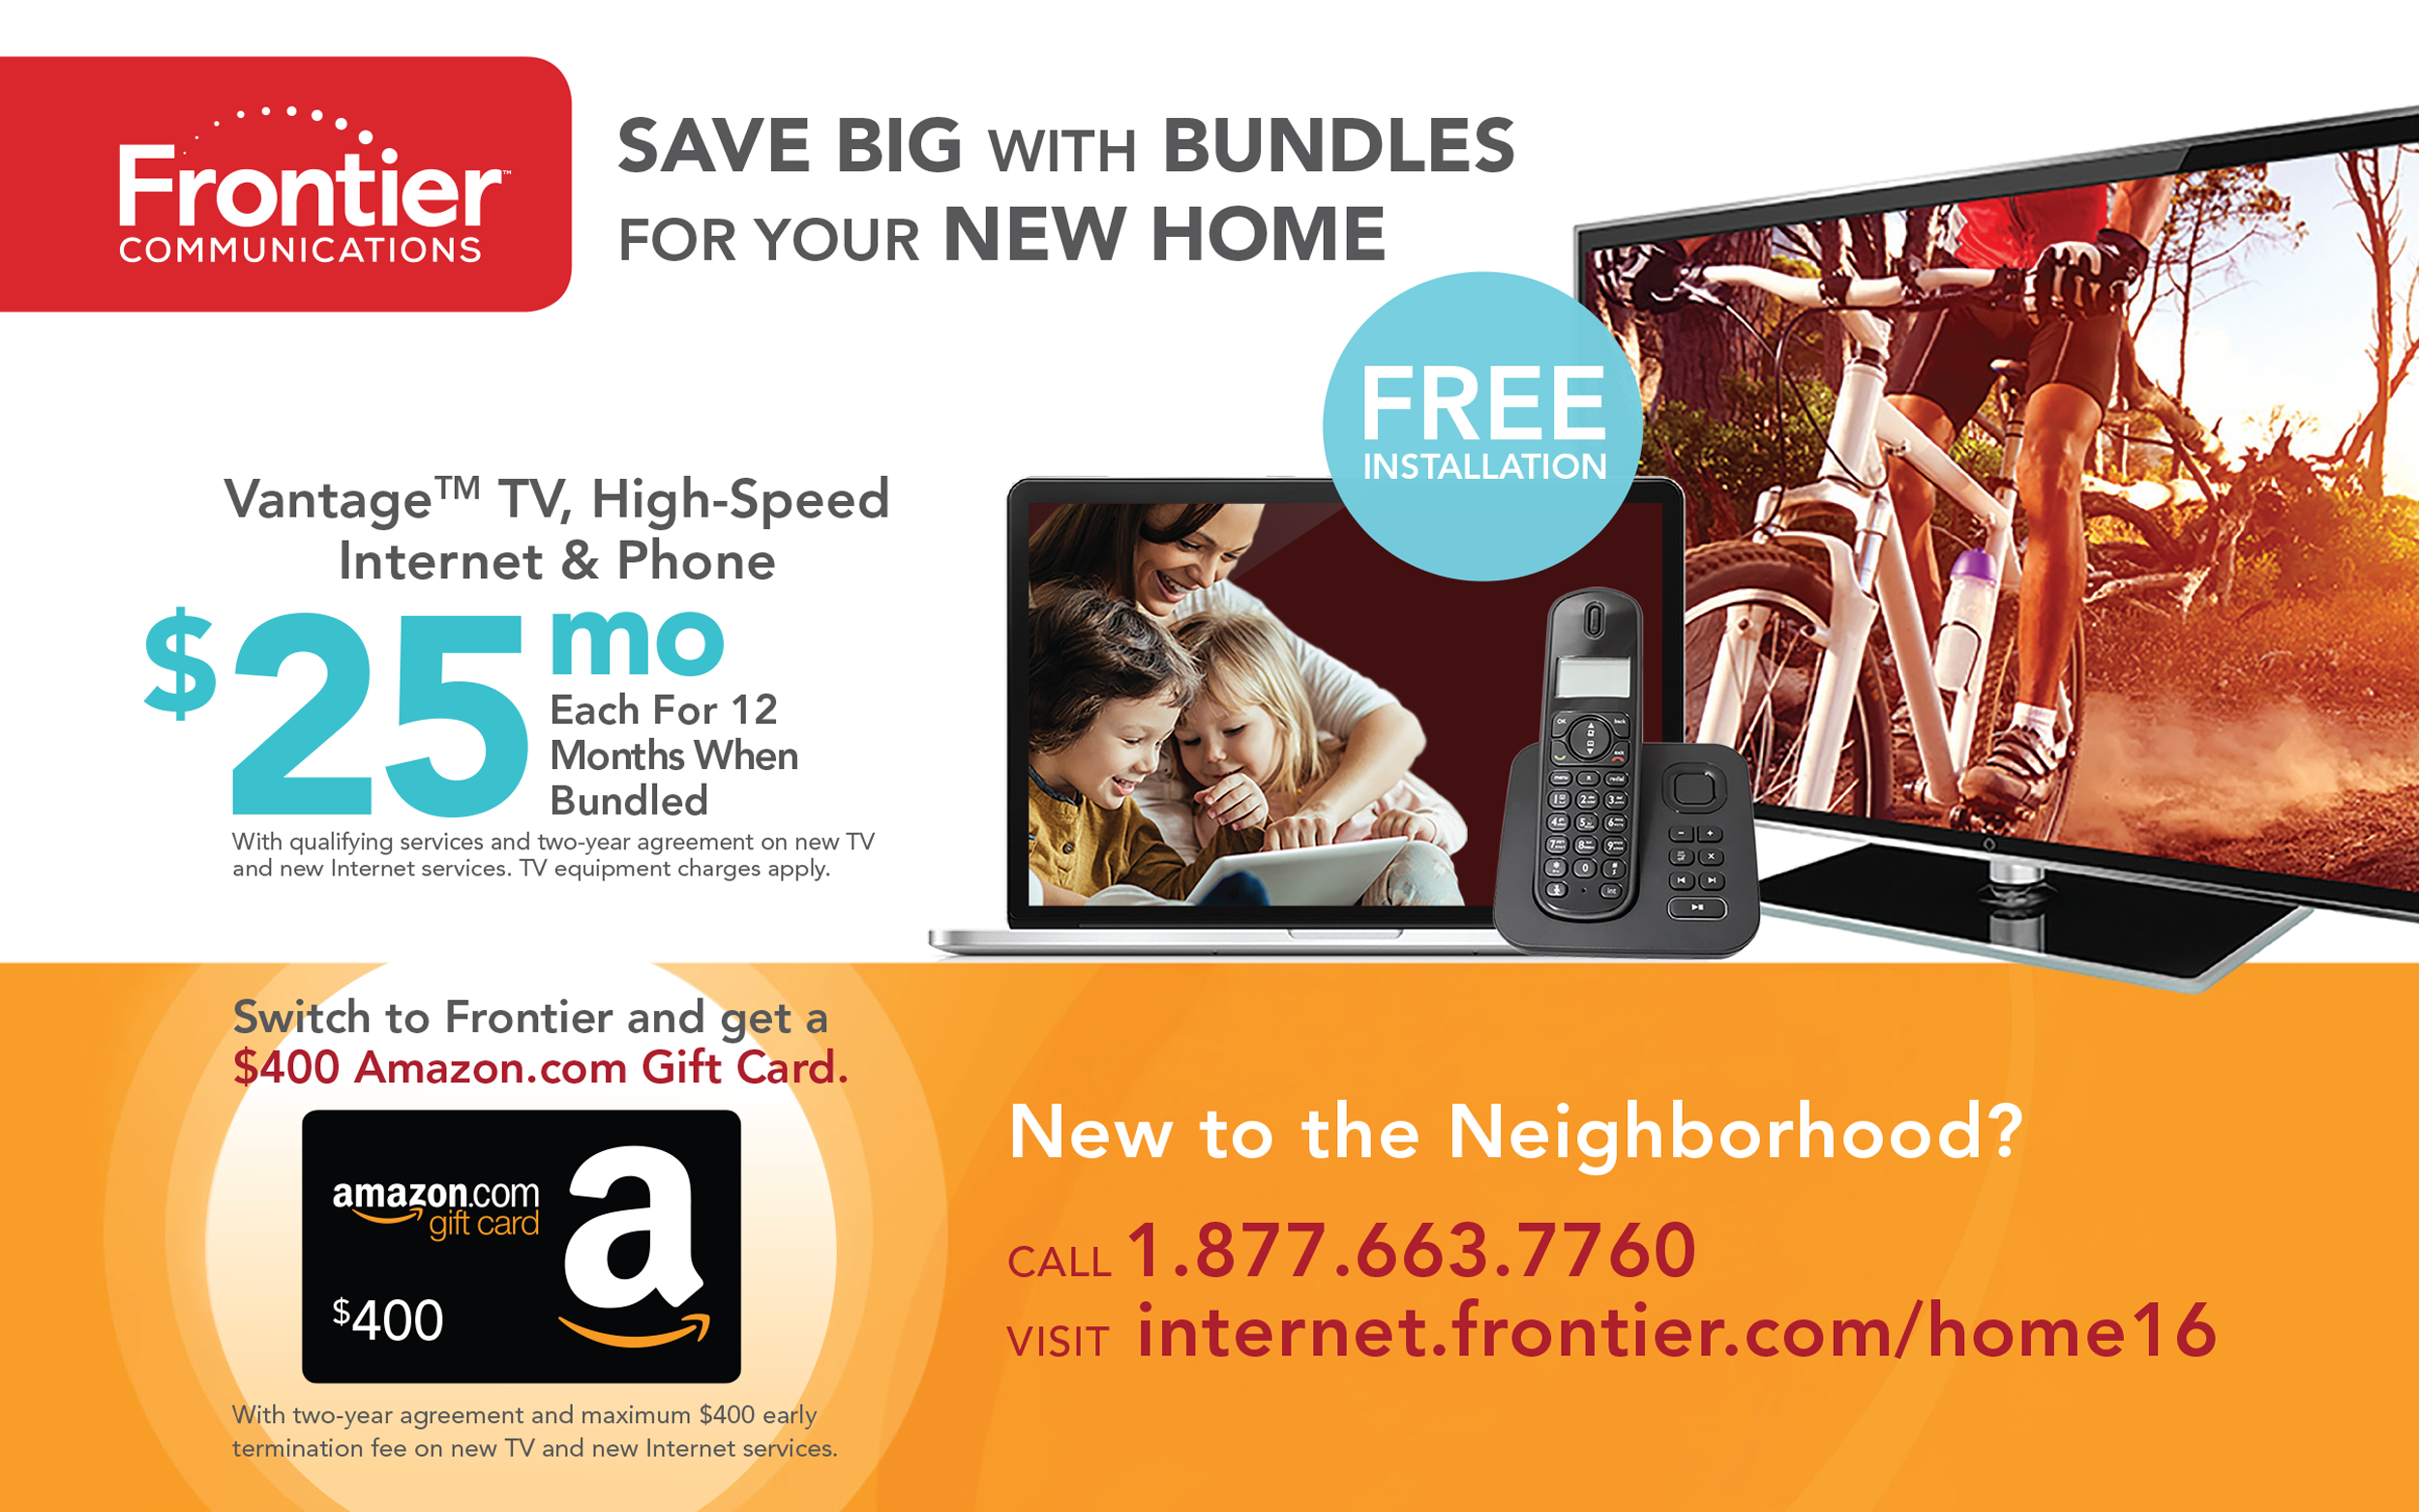 Frontier™
COMMUNICATIONS
SAVE BIG WITH BUNDLES
FOR YOUR NEW HOME
FREE
INSTALLATION
Vantage™ TV, High-Speed
Internet & Phone
$25 mo
Each For 12
Months When
Bundled
With qualifying services and two-year agreement on new TV
and new Internet services. TV equipment charges apply.
Switch to Frontier and get a
$400 Amazon.com Gift Card.
amazon.com
gift card
a
$400
With two-year agreement and maximum $400 early
termination fee on new TV and new Internet services.
New to the Neighborhood?
CALL 1.877.663.7760
VISIT internet.frontier.com/home16